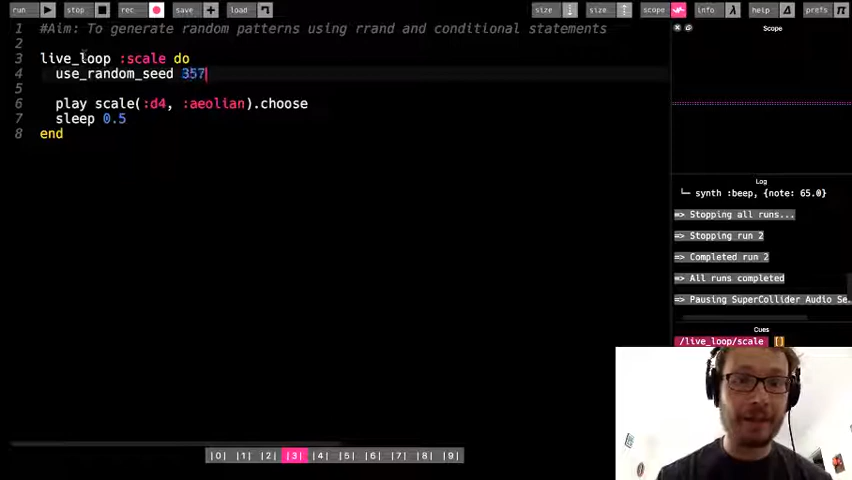 run stop rec save load size size scope info help prefs
1 #Aim: To generate random patterns using rrand and conditional statements
2
3 live_loop :scale do
4 use_random_seed 357
5
6 play scale(:d4, :aeolian).choose
7 sleep 0.5
8 end
Scope
Log
└─ synth :beep, {note: 65.0}
=> Stopping all runs...
=> Stopping run 2
=> Completed run 2
=> All runs completed
=> Pausing SuperCollider Audio Se
Cues
/live_loop/scale []
|0| |1| |2| |3| |4| |5| |6| |7| |8| |9|